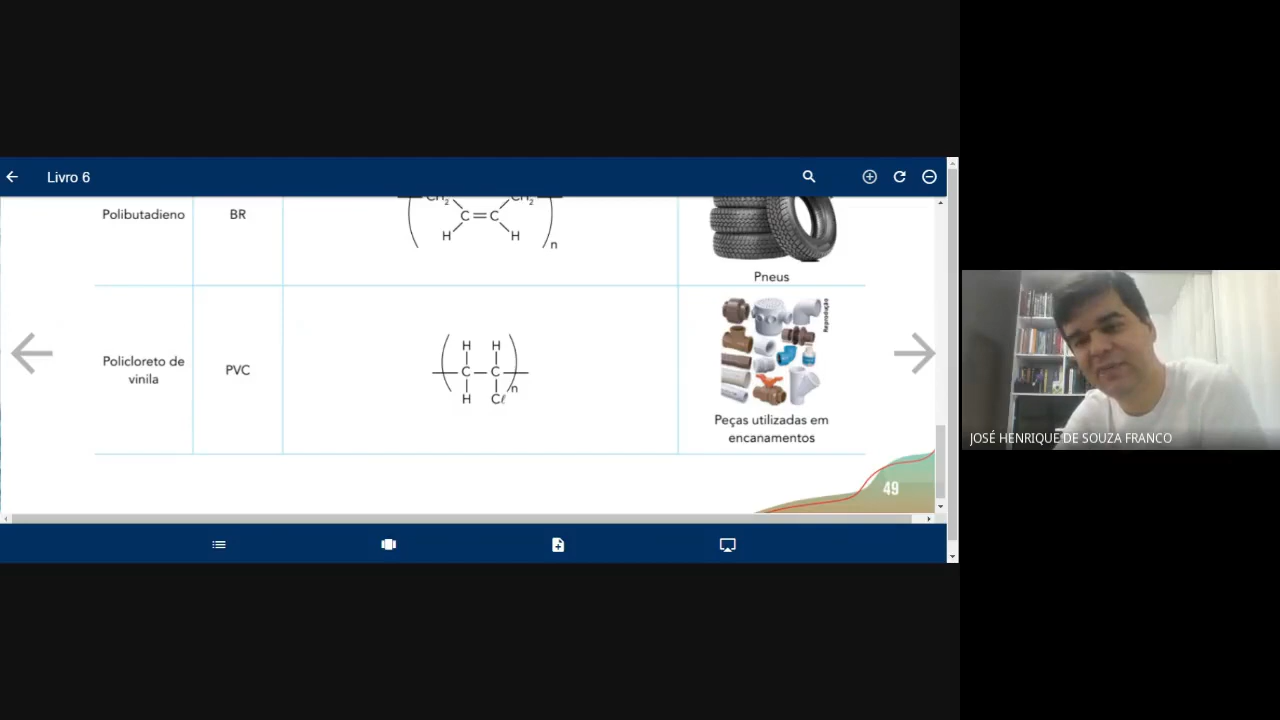 Livro 6
Polibutadieno
BR
CH2
CH2
C=C
H
H
n
Pneus
Reprodução
Policloreto de
vinila
PVC
H H
C C
n
H Cℓ
Peças utilizadas em
encanamentos
49
JOSÉ HENRIQUE DE SOUZA FRANCO